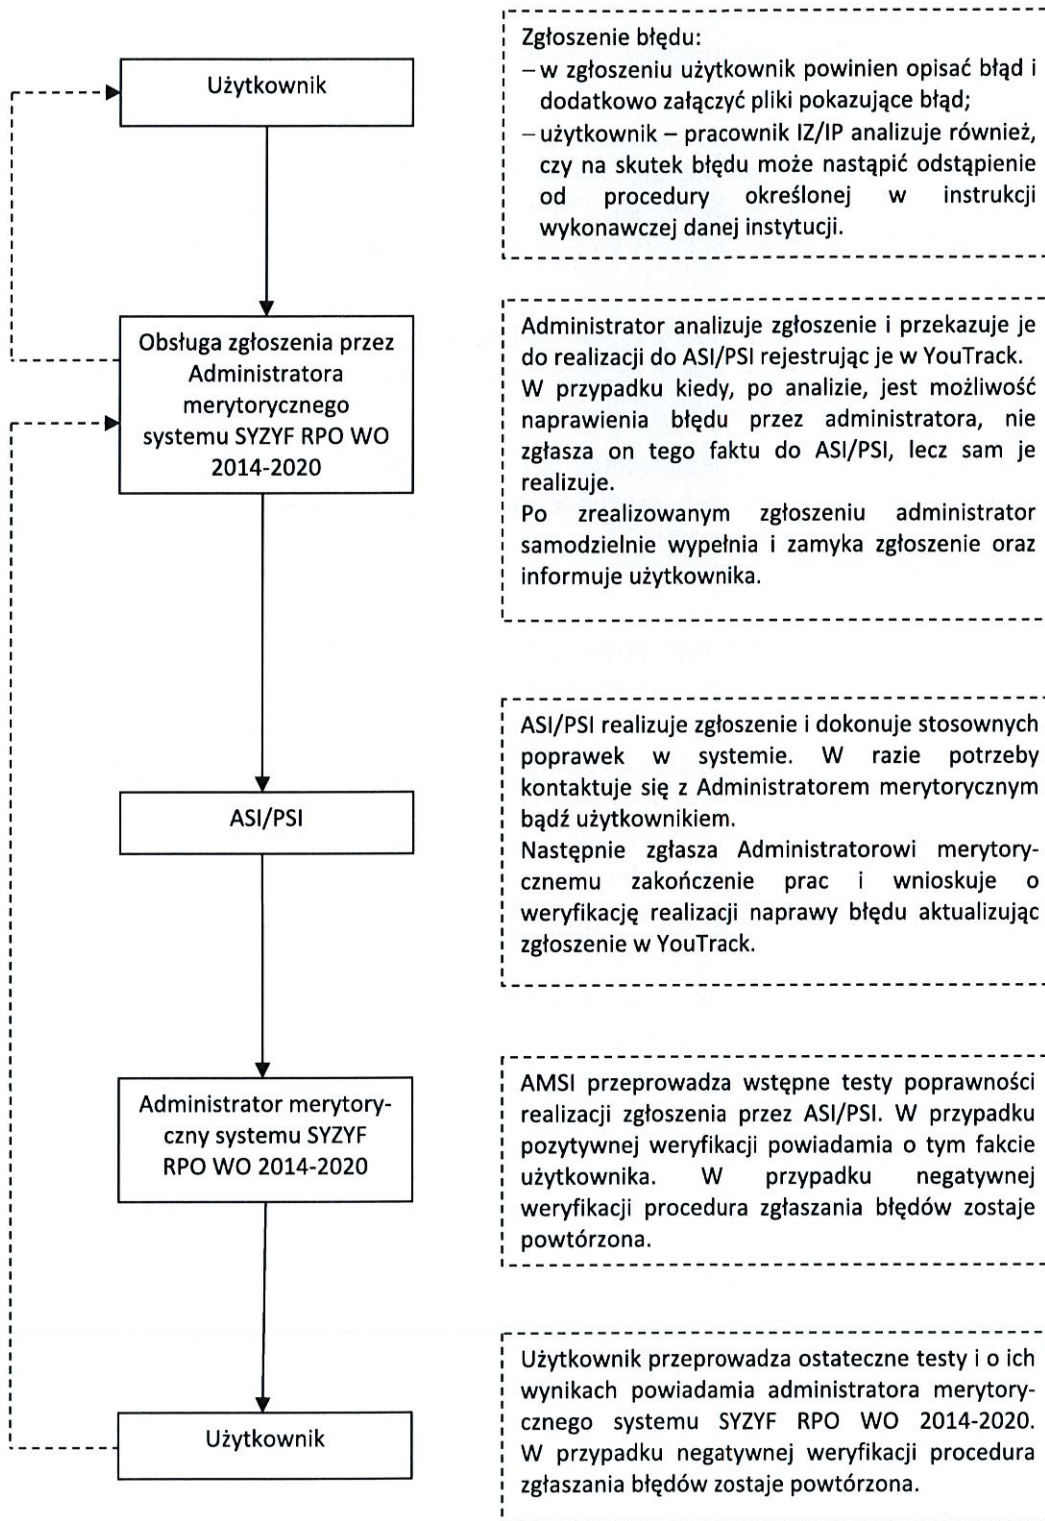 Użytkownik
Zgłoszenie błędu:
– w zgłoszeniu użytkownik powinien opisać błąd i
dodatkowo załączyć pliki pokazujące błąd;
– użytkownik – pracownik IZ/IP analizuje również,
czy na skutek błędu może nastąpić odstąpienie
od procedury określonej w instrukcji
wykonawczej danej instytucji.
Obsługa zgłoszenia przez
Administratora
merytorycznego
systemu SYZYF RPO WO
2014-2020
Administrator analizuje zgłoszenie i przekazuje je
do realizacji do ASI/PSI rejestrując je w YouTrack.
W przypadku kiedy, po analizie, jest możliwość
naprawienia błędu przez administratora, nie
zgłasza on tego faktu do ASI/PSI, lecz sam je
realizuje.
Po zrealizowanym zgłoszeniu administrator
samodzielnie wypełnia i zamyka zgłoszenie oraz
informuje użytkownika.
ASI/PSI
ASI/PSI realizuje zgłoszenie i dokonuje stosownych
poprawek w systemie. W razie potrzeby
kontaktuje się z Administratorem merytorycznym
bądź użytkownikiem.
Następnie zgłasza Administratorowi merytory-
cznemu zakończenie prac i wnioskuje o
weryfikację realizacji naprawy błędu aktualizując
zgłoszenie w YouTrack.
Administrator merytory-
czny systemu SYZYF
RPO WO 2014-2020
AMSI przeprowadza wstępne testy poprawności
realizacji zgłoszenia przez ASI/PSI. W przypadku
pozytywnej weryfikacji powiadamia o tym fakcie
użytkownika. W przypadku negatywnej
weryfikacji procedura zgłaszania błędów zostaje
powtórzona.
Użytkownik
Użytkownik przeprowadza ostateczne testy i o ich
wynikach powiadamia administratora merytory-
cznego systemu SYZYF RPO WO 2014-2020.
W przypadku negatywnej weryfikacji procedura
zgłaszania błędów zostaje powtórzona.